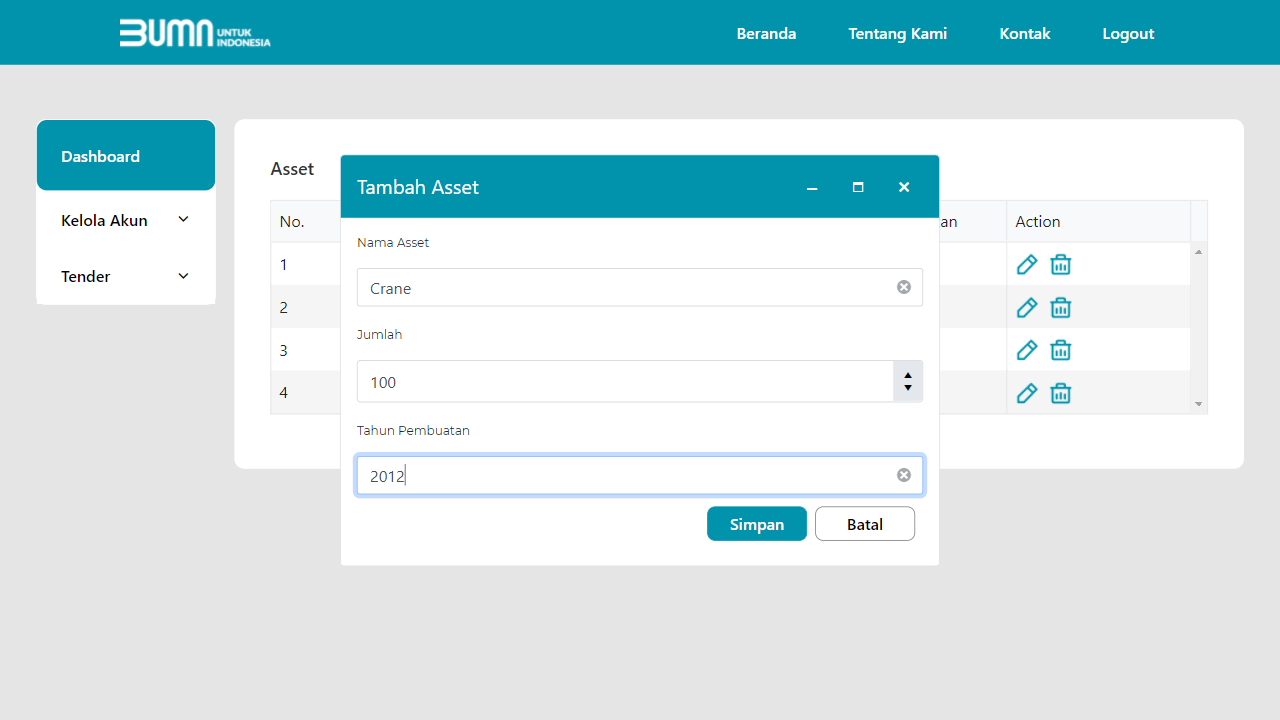 BUMN UNTUK INDONESIA
Beranda Tentang Kami Kontak Logout
Dashboard
Kelola Akun
Tender
Asset
Tambah Asset
Nama Asset
Crane
Jumlah
100
Tahun Pembuatan
2012
Simpan Batal
No. an Action
1
2
3
4